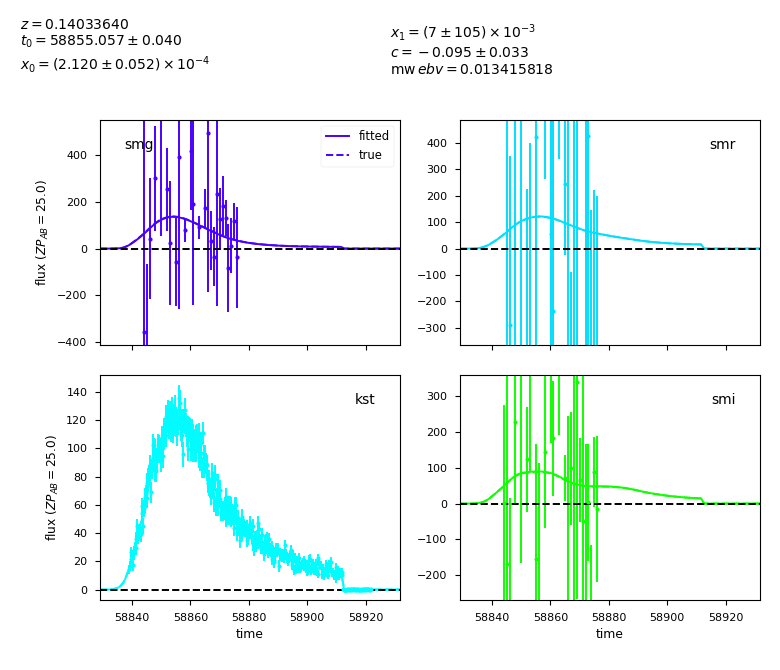 z = 0.14033640
t₀ = 58855.057 ± 0.040
x₀ = (2.120 ± 0.052) × 10⁻⁴
x₁ = (7 ± 105) × 10⁻³
c = −0.095 ± 0.033
mw ebv = 0.013415818
smg
fitted
true
400
200
0
−200
−400
flux (ZP_AB = 25.0)
smr
400
300
200
100
0
−100
−200
−300
kst
140
120
100
80
60
40
20
0
flux (ZP_AB = 25.0)
58840 58860 58880 58900 58920
time
smi
300
200
100
0
−100
−200
58840 58860 58880 58900 58920
time